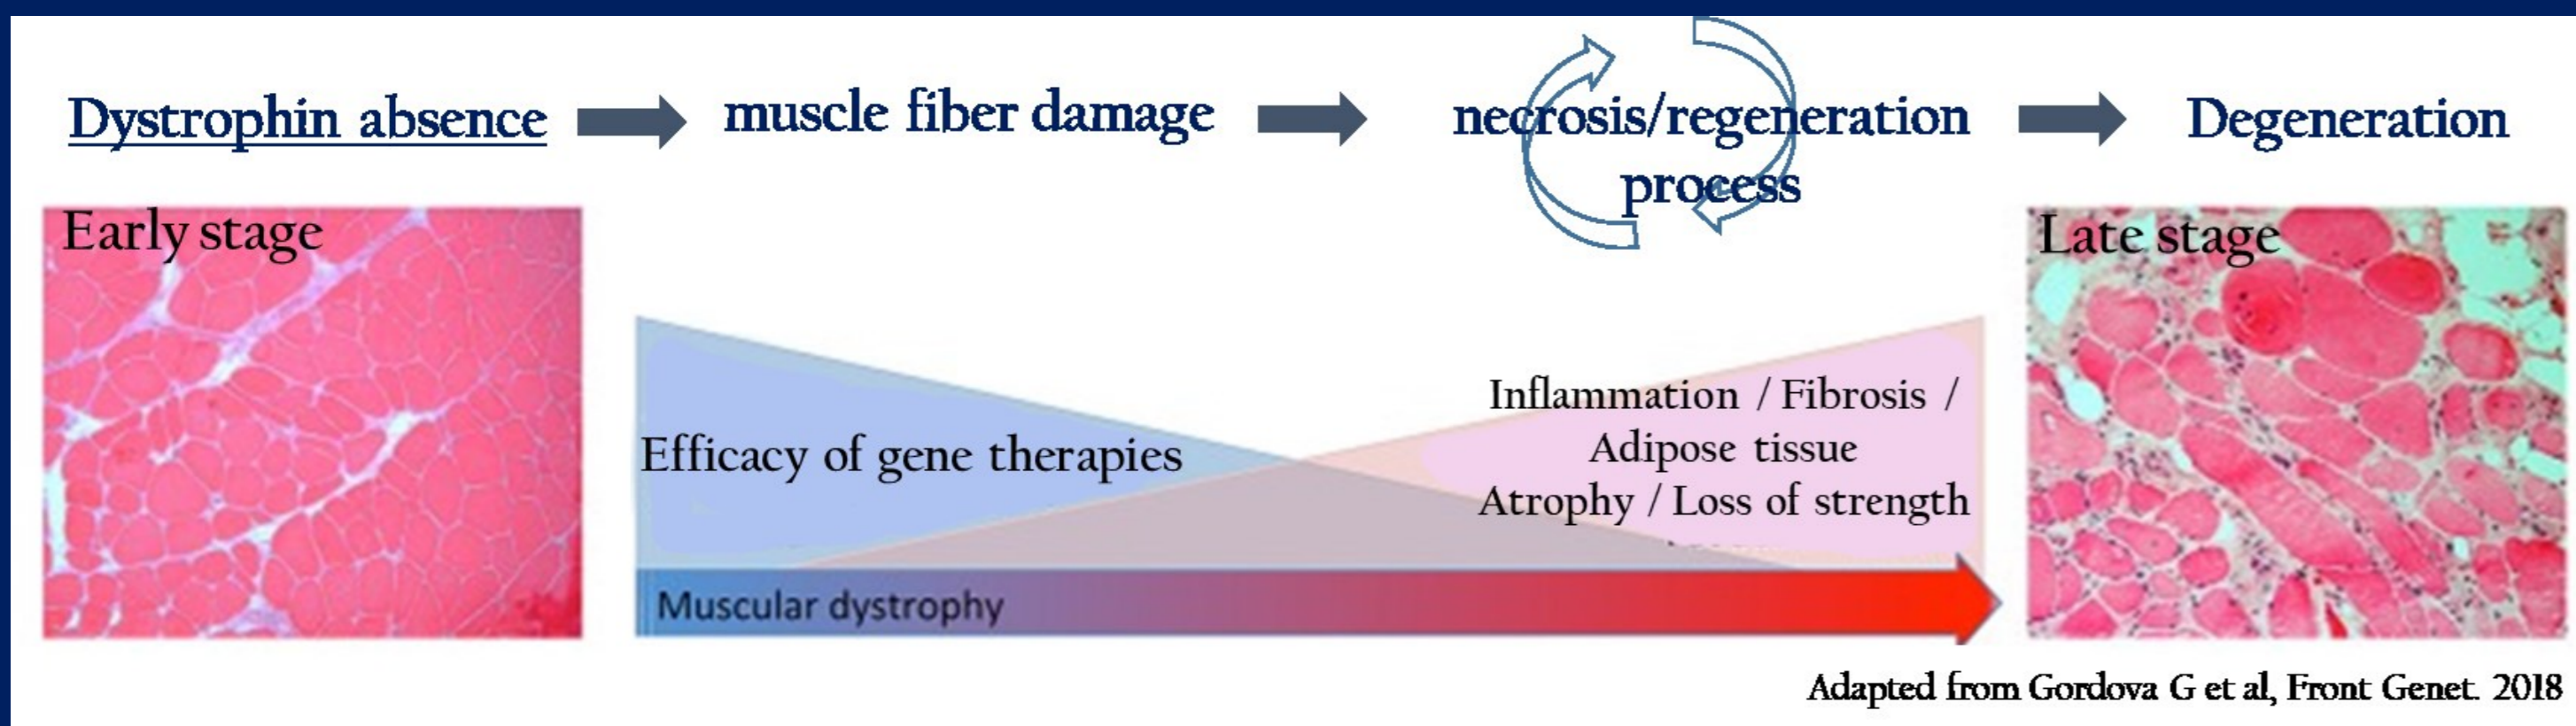 Dystrophin absence
muscle fiber damage
necrosis/regeneration
process
Degeneration
Early stage
Late stage
Efficacy of gene therapies
Inflammation / Fibrosis /
Adipose tissue
Atrophy / Loss of strength
Muscular dystrophy
Adapted from Gordova G et al, Front Genet. 2018